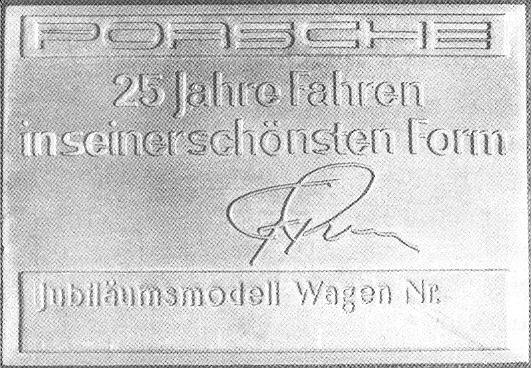 PORSCHE
25 Jahre Fahren
in seiner schönsten Form
Jubiläumsmodell Wagen Nr.